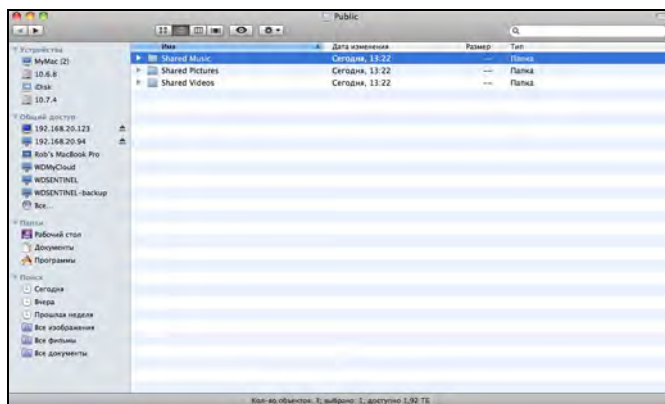 Public
Имя Дата изменения Размер Тип
Shared Music Сегодня, 13:22 -- Папка
Shared Pictures Сегодня, 13:22 -- Папка
Shared Videos Сегодня, 13:22 -- Папка
Устройства
MyMac (2)
10.6.8
iDisk
10.7.4
Общий доступ
192.168.20.123
192.168.20.94
Rob's MacBook Pro
WDMyCloud
WDSENTINEL
WDSENTINEL-backup
Все...
Папки
Рабочий стол
Документы
Программы
Поиск
Сегодня
Вчера
Прошлая неделя
Все изображения
Все фильмы
Все документы
Кол-во объектов: 3; выбрано: 1, доступно 1,92 ТБ